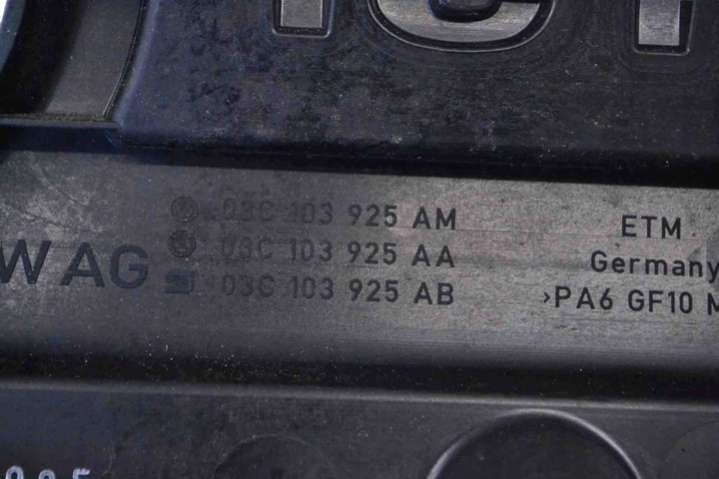 03C 103 925 AM ETM
W AG 03C 103 925 AA Germany
03C 103 925 AB >PA6 GF10 M